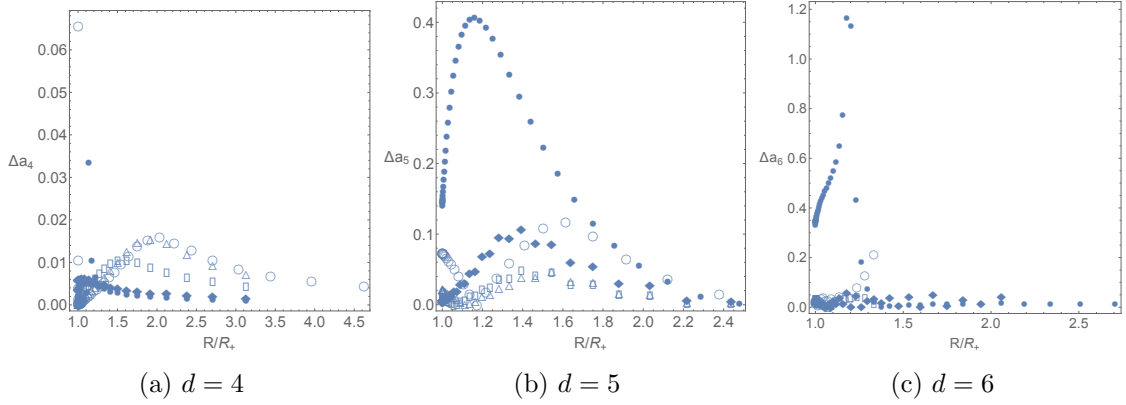 Δa₄
0.06
0.05
0.04
0.03
0.02
0.01
0.00
1.0 1.5 2.0 2.5 3.0 3.5 4.0 4.5
R/R₊
(a) d = 4
Δa₅
0.4
0.3
0.2
0.1
0.0
1.0 1.2 1.4 1.6 1.8 2.0 2.2 2.4
R/R₊
(b) d = 5
Δa₆
1.2
1.0
0.8
0.6
0.4
0.2
0.0
1.0 1.5 2.0 2.5
R/R₊
(c) d = 6